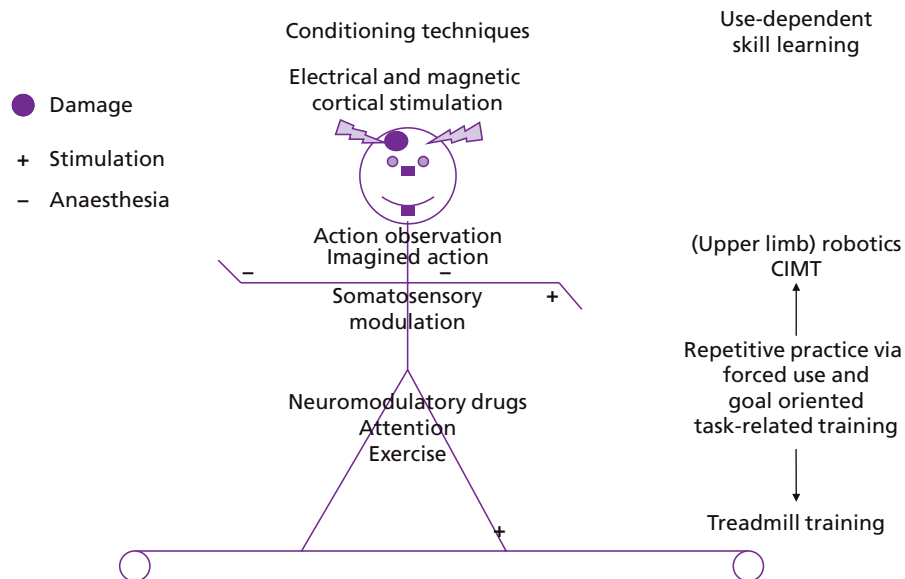 Conditioning techniques
Use-dependent
skill learning
Electrical and magnetic
cortical stimulation
Damage
+ Stimulation
– Anaesthesia
Action observation
Imagined action
–
–
+
Somatosensory
modulation
(Upper limb) robotics
CIMT
Repetitive practice via
forced use and
goal oriented
task-related training
Neuromodulatory drugs
Attention
Exercise
+
Treadmill training